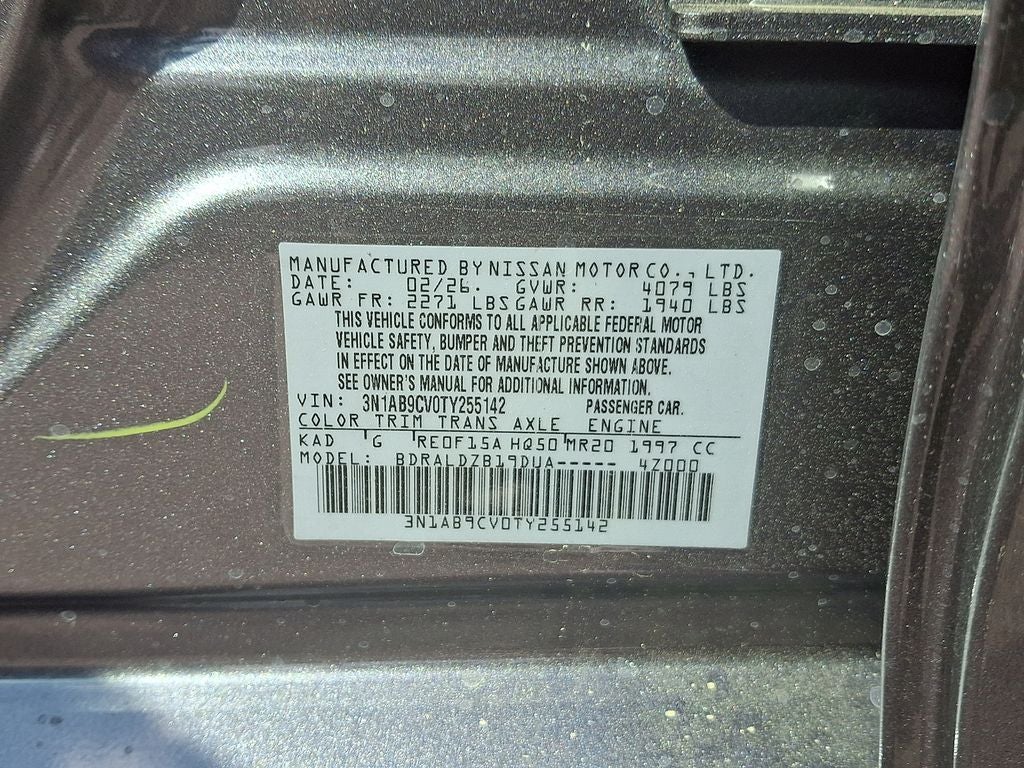 MANUFACTURED BY NISSAN MOTOR CO., LTD.
DATE: 02/26. GVWR: 4079 LBS
GAWR FR: 2271 LBS GAWR RR: 1940 LBS
THIS VEHICLE CONFORMS TO ALL APPLICABLE FEDERAL MOTOR
VEHICLE SAFETY, BUMPER AND THEFT PREVENTION STANDARDS
IN EFFECT ON THE DATE OF MANUFACTURE SHOWN ABOVE.
SEE OWNER'S MANUAL FOR ADDITIONAL INFORMATION.
VIN: 3N1AB9CV0TY255142 PASSENGER CAR.
COLOR TRIM TRANS AXLE ENGINE
KAD G RE0F15A HQ50 MR20 1997 CC
MODEL: BDRALDZB19DUA----- 4Z000
3N1AB9CV0TY255142